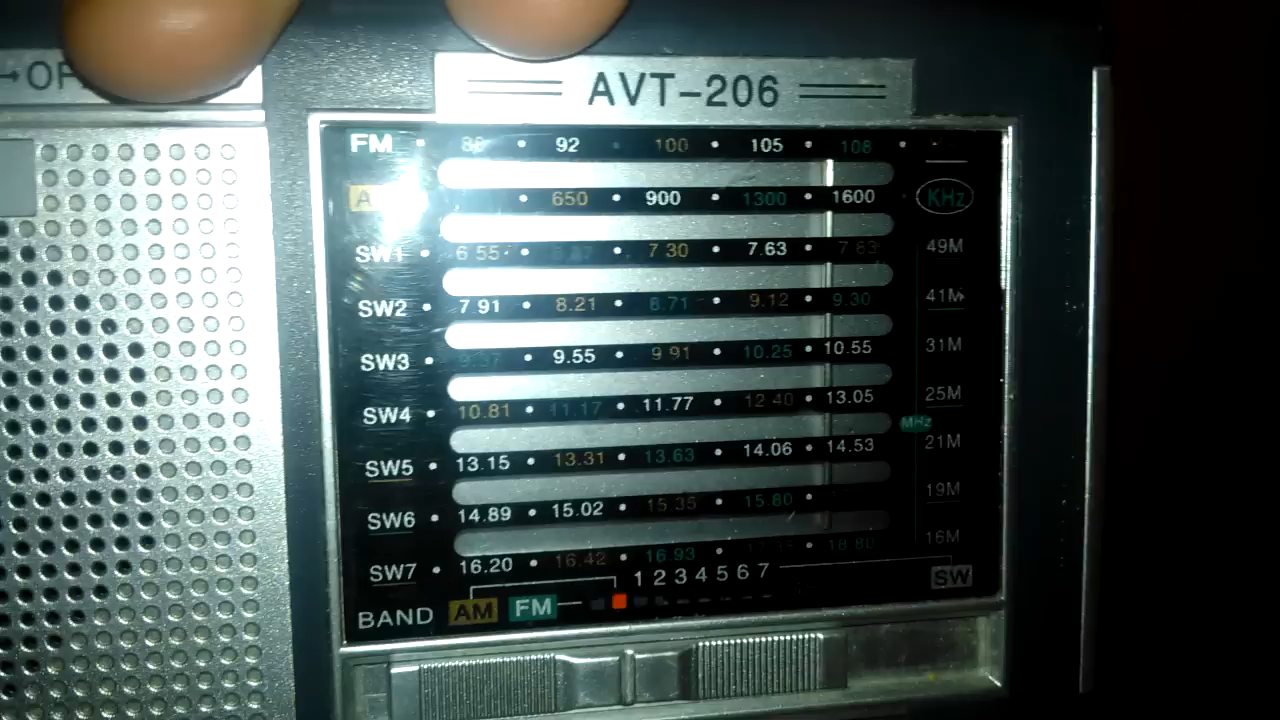 AVT-206
FM 92 100 105 108
650 900 1300 1600 KHz
SW1 6 55 7 30 7.63 7 63 49M
SW2 7.91 8.21 8.71 9.12 9.30 41M
SW3 9.55 9 91 10.25 10.55 31M
SW4 10.81 11.17 11.77 12 40 13.05 25M
MHz
SW5 13.15 13.31 13.63 14.06 14.53 21M
SW6 14.89 15.02 15.35 15.80 19M
SW7 16.20 16.42 16.93 18 80 16M
1 2 3 4 5 6 7 SW
BAND AM FM